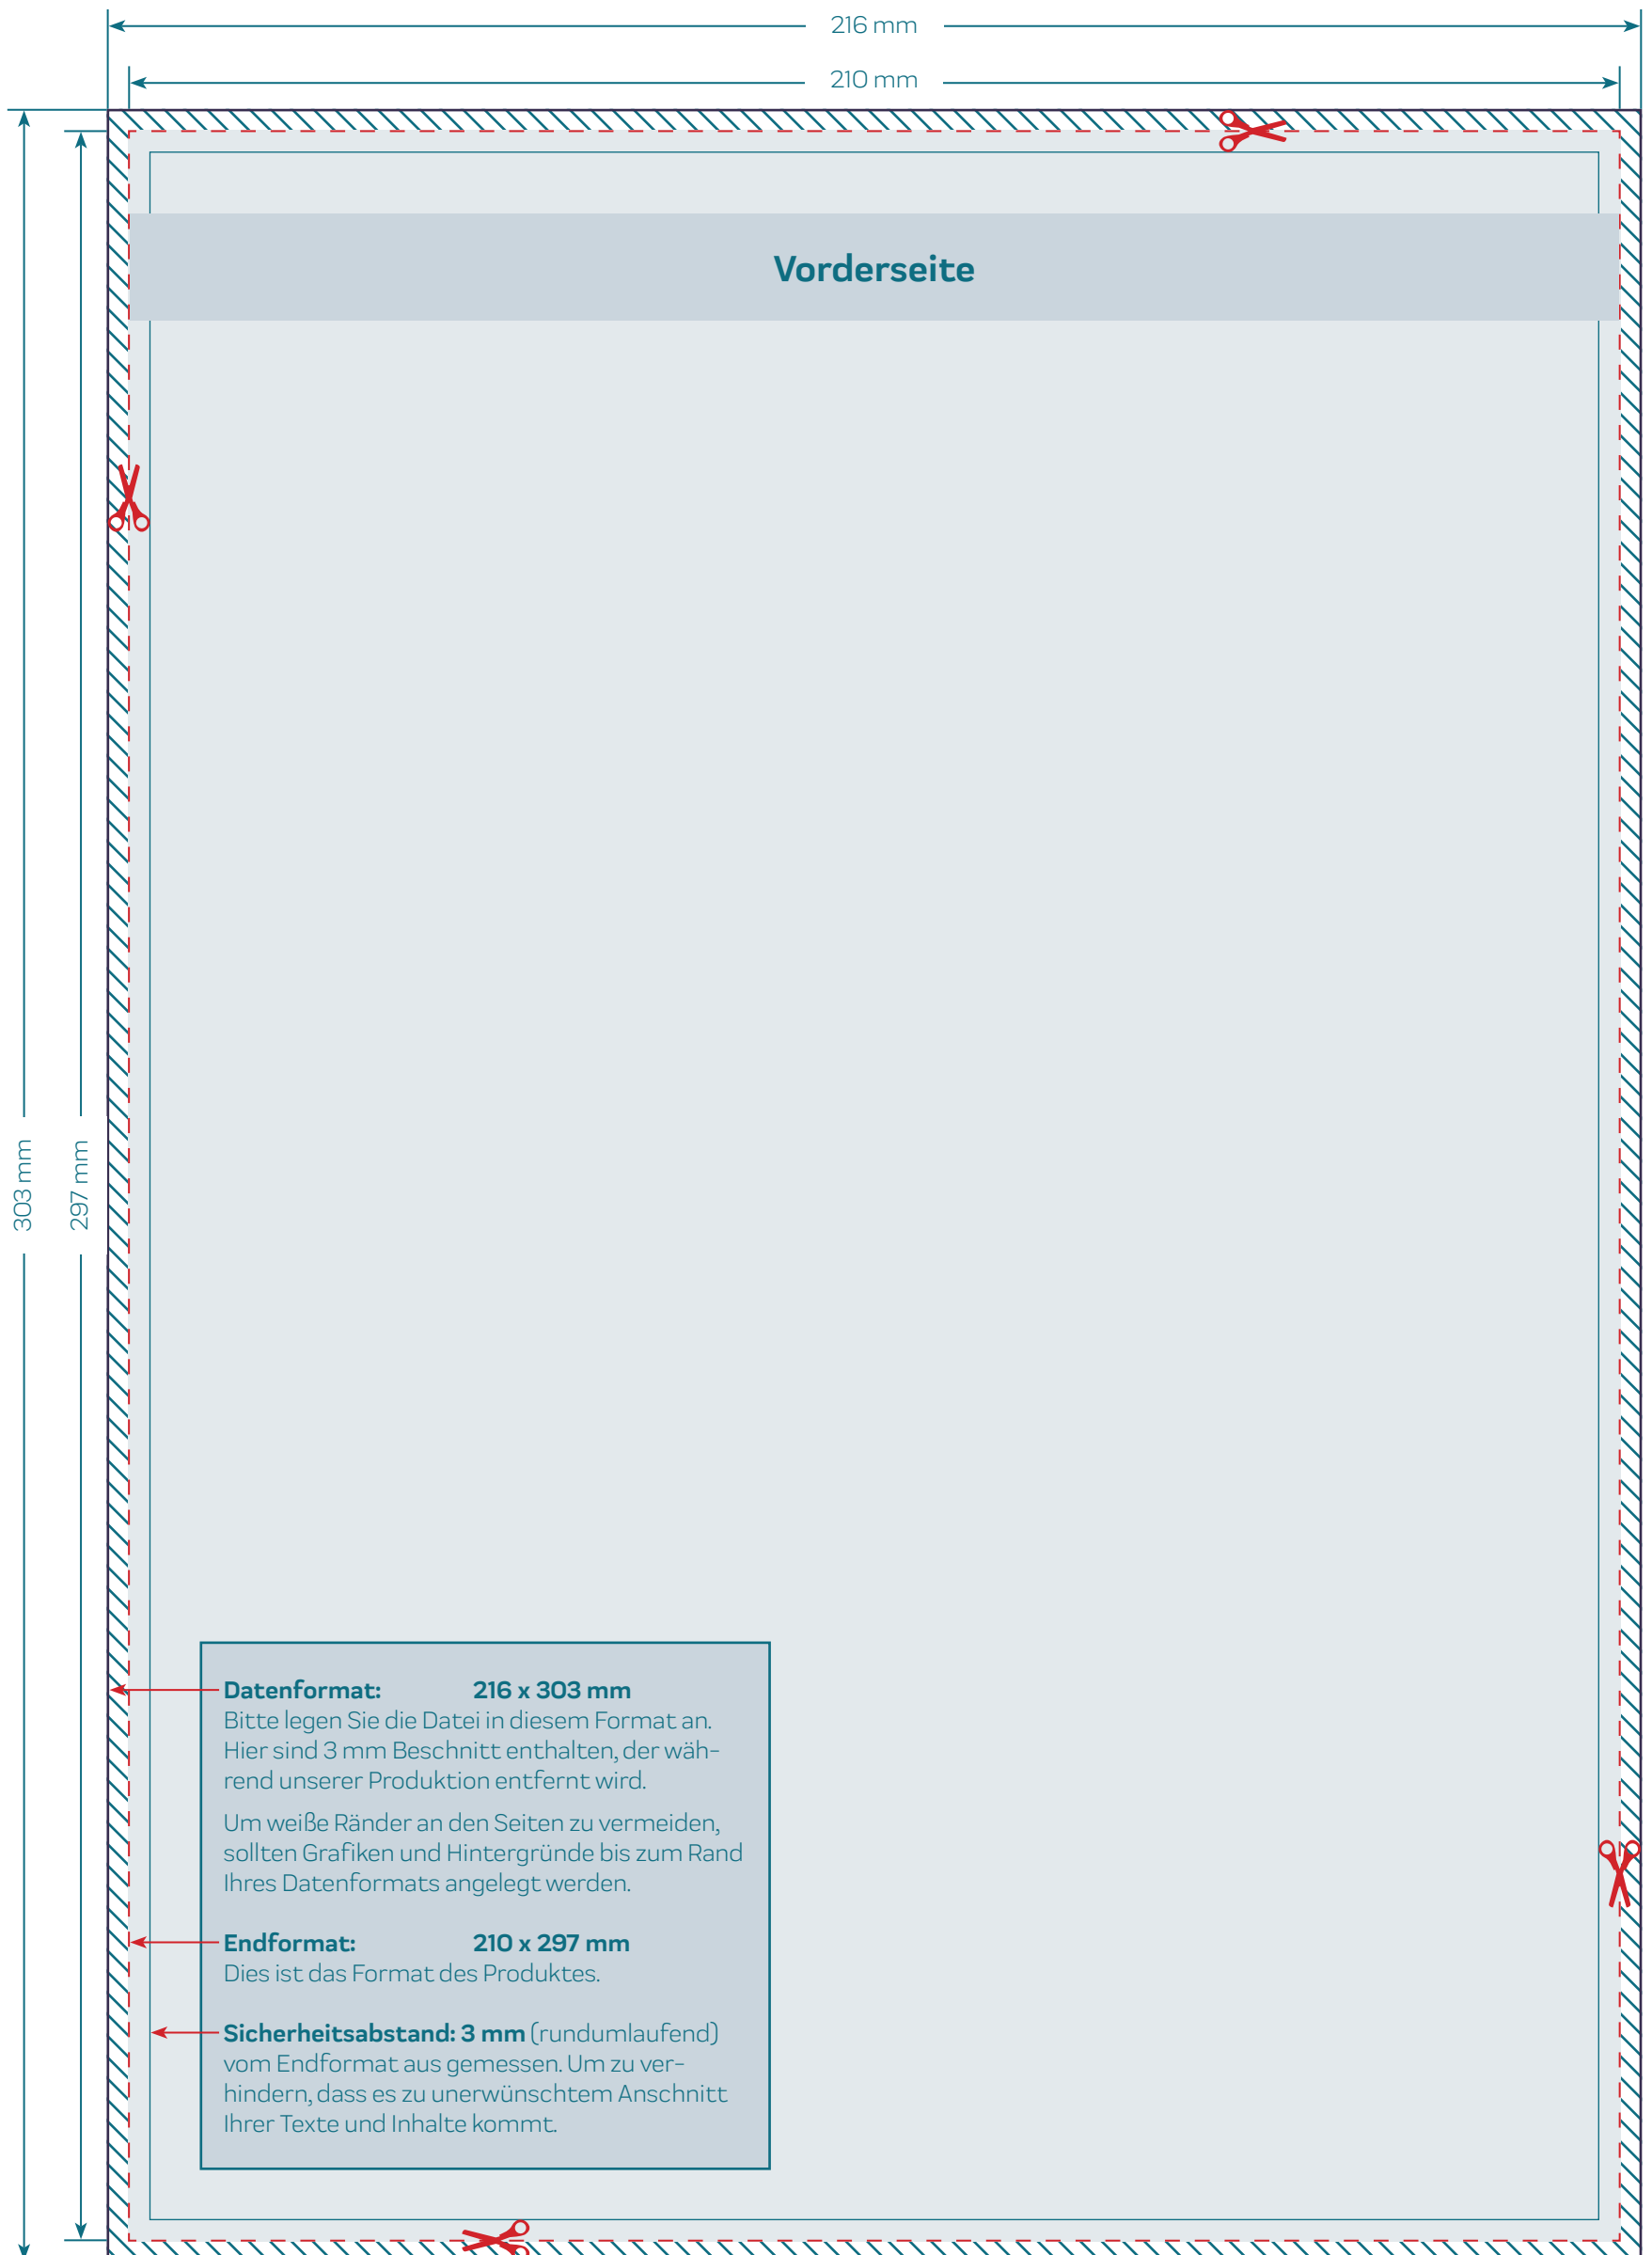 216 mm
210 mm
Vorderseite
303 mm
297 mm
Datenformat: 216 x 303 mm
Bitte legen Sie die Datei in diesem Format an.
Hier sind 3 mm Beschnitt enthalten, der wäh-
rend unserer Produktion entfernt wird.
Um weiße Ränder an den Seiten zu vermeiden,
sollten Grafiken und Hintergründe bis zum Rand
Ihres Datenformats angelegt werden.
Endformat: 210 x 297 mm
Dies ist das Format des Produktes.
Sicherheitsabstand: 3 mm (rundumlaufend)
vom Endformat aus gemessen. Um zu ver-
hindern, dass es zu unerwünschtem Anschnitt
Ihrer Texte und Inhalte kommt.